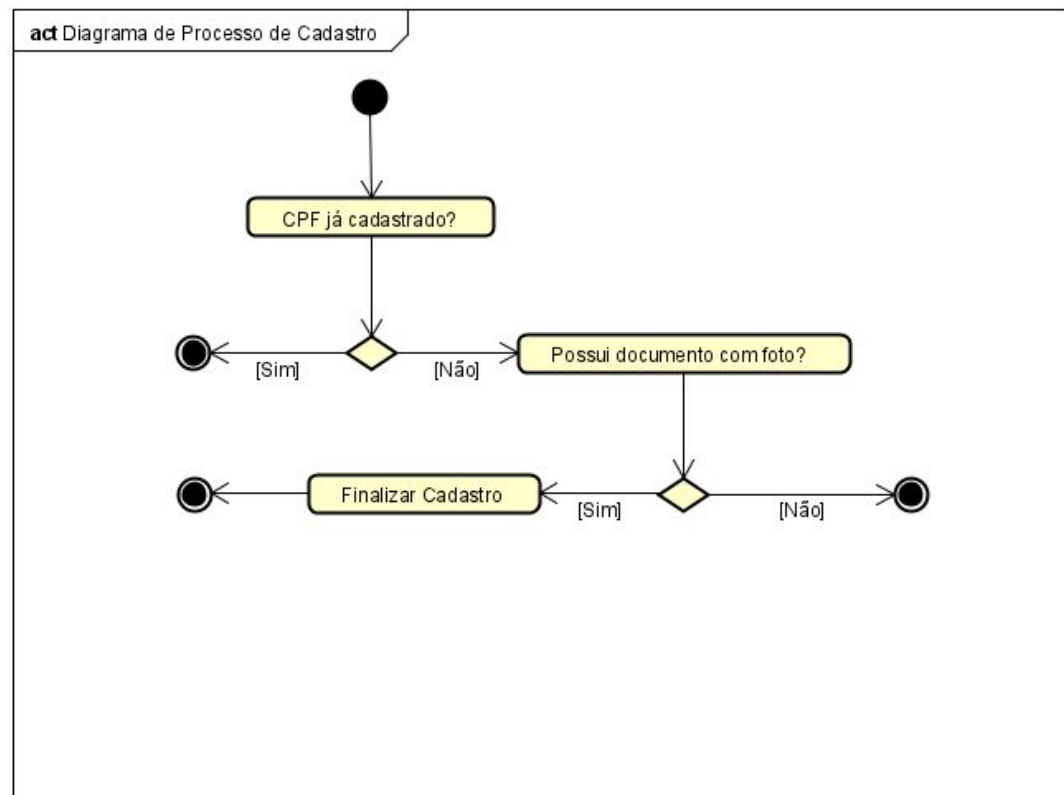 act Diagrama de Processo de Cadastro
CPF já cadastrado?
[Sim]
[Não]
Possui documento com foto?
Finalizar Cadastro
[Sim]
[Não]